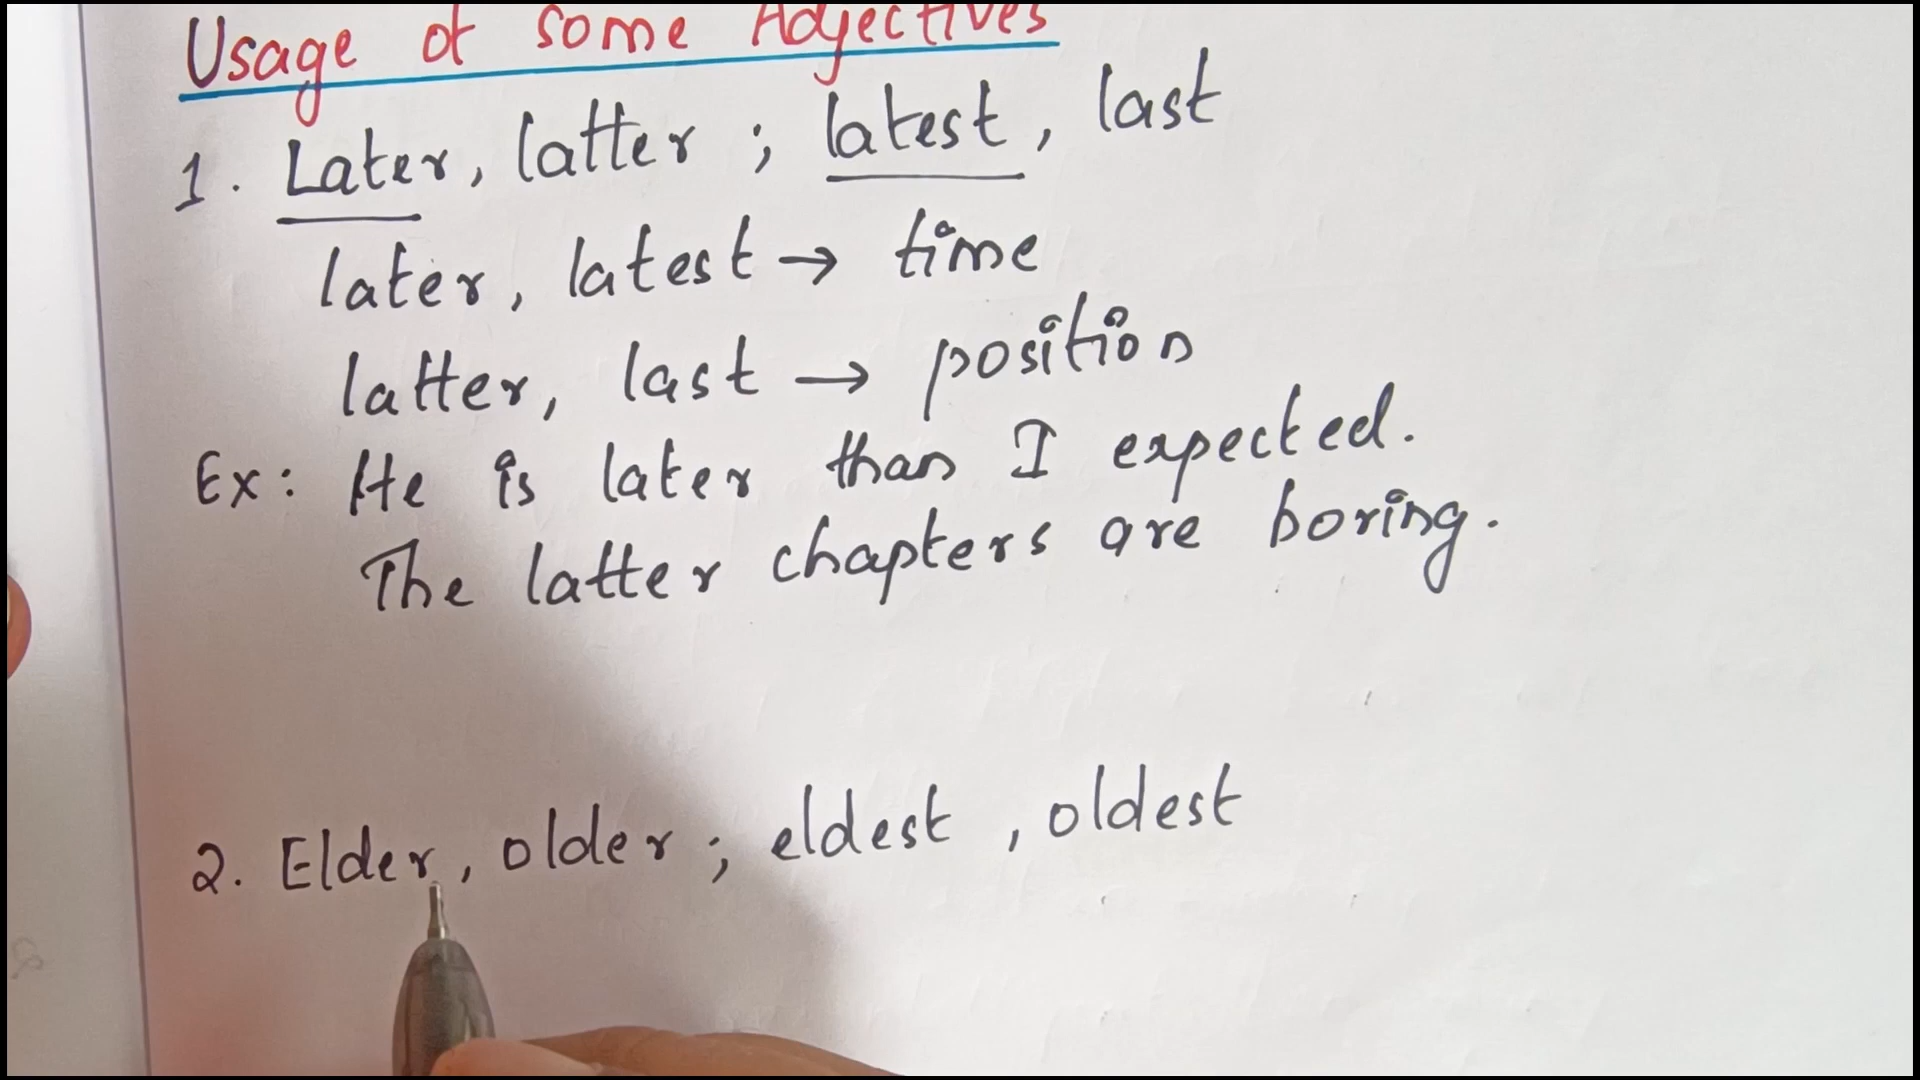 Usage of some Adjectives
1. Later, latter ; latest, last
later, latest → time
latter, last → position
Ex: He is later than I expected.
The latter chapters are boring.
2. Elder, older ; eldest, oldest